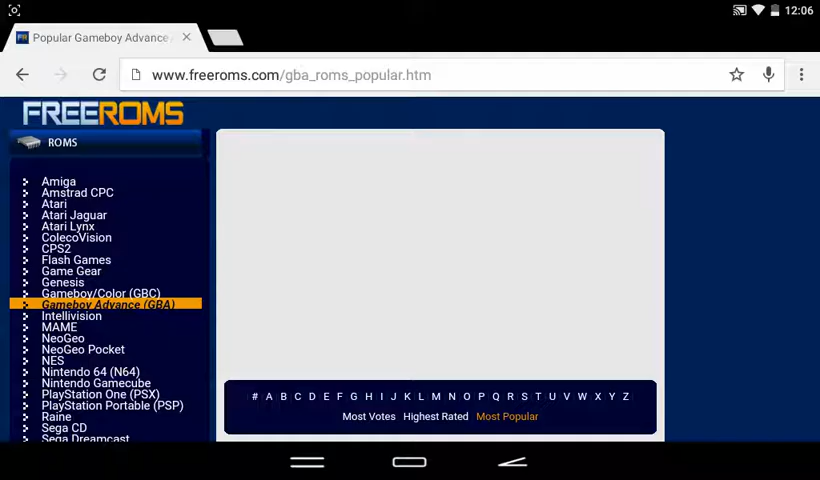 12:06
Popular Gameboy Advance
www.freeroms.com/gba_roms_popular.htm
FREEROMS
ROMS
Amiga
Amstrad CPC
Atari
Atari Jaguar
Atari Lynx
ColecoVision
CPS2
Flash Games
Game Gear
Genesis
Gameboy/Color (GBC)
Gameboy Advance (GBA)
Intellivision
MAME
NeoGeo
NeoGeo Pocket
NES
Nintendo 64 (N64)
Nintendo Gamecube
PlayStation One (PSX)
PlayStation Portable (PSP)
Raine
Sega CD
Sega Dreamcast
# A B C D E F G H I J K L M N O P Q R S T U V W X Y Z
Most Votes Highest Rated Most Popular